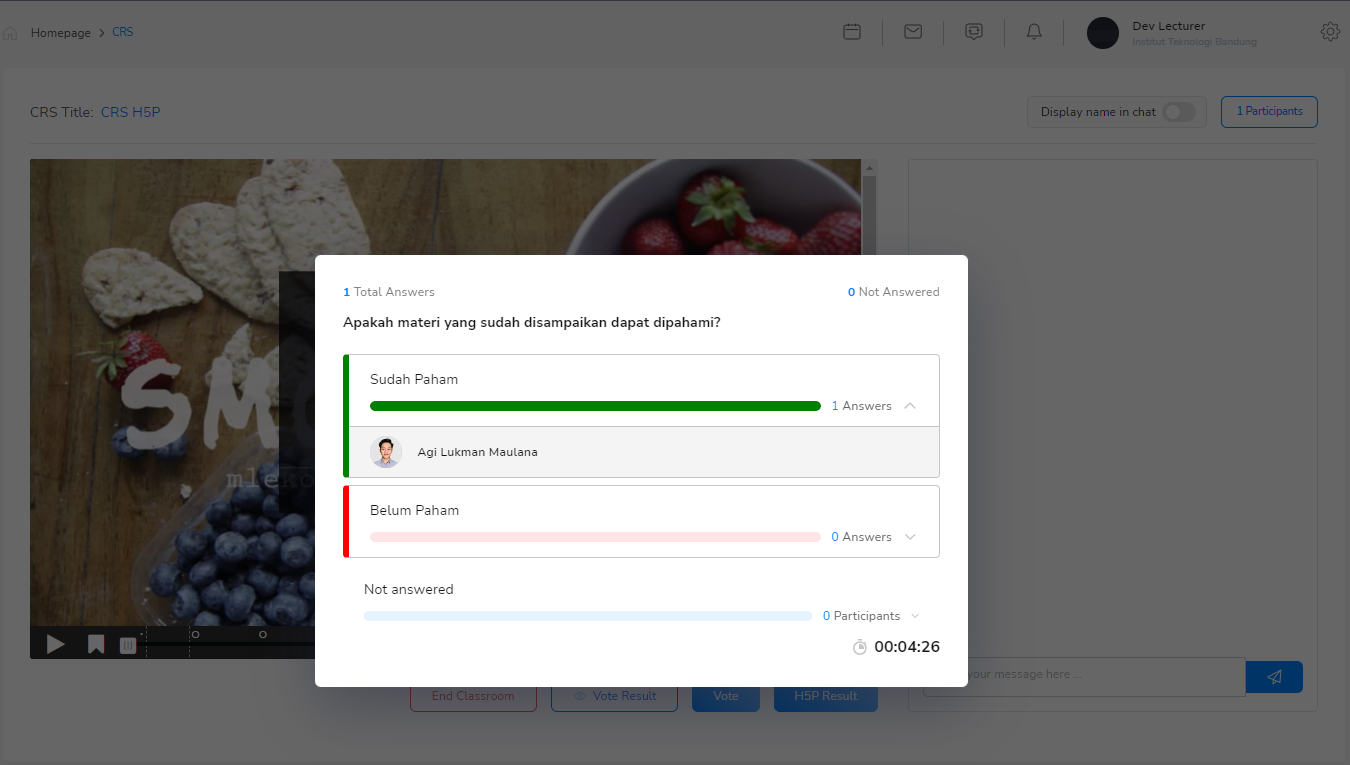 Homepage > CRS
Dev Lecturer
Institut Teknologi Bandung
CRS Title: CRS H5P
Display name in chat
1 Participants
SM
mleko
1 Total Answers
0 Not Answered
Apakah materi yang sudah disampaikan dapat dipahami?
Sudah Paham
1 Answers
Agi Lukman Maulana
Belum Paham
0 Answers
Not answered
0 Participants
00:04:26
your message here ...
End Classroom
Vote Result
Vote
H5P Result